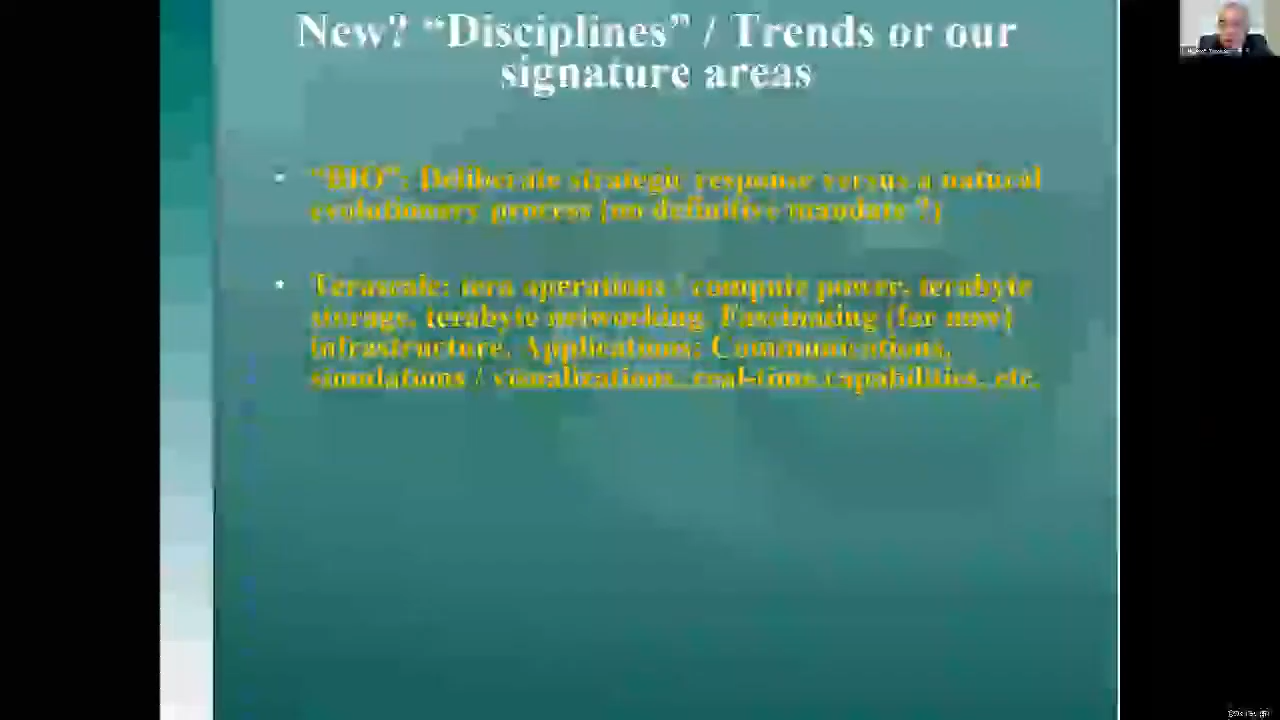 New? “Disciplines” / Trends or our
signature areas
• “BIO”: Deliberate strategic response versus a natural
evolutionary process (no definitive mandate ?)
• Terascale: tera operations / compute power, terabyte
storage, terabyte networking. Fascinating (for now)
infrastructure. Applications: Communications,
simulations / visualizations, real-time capabilities, etc.